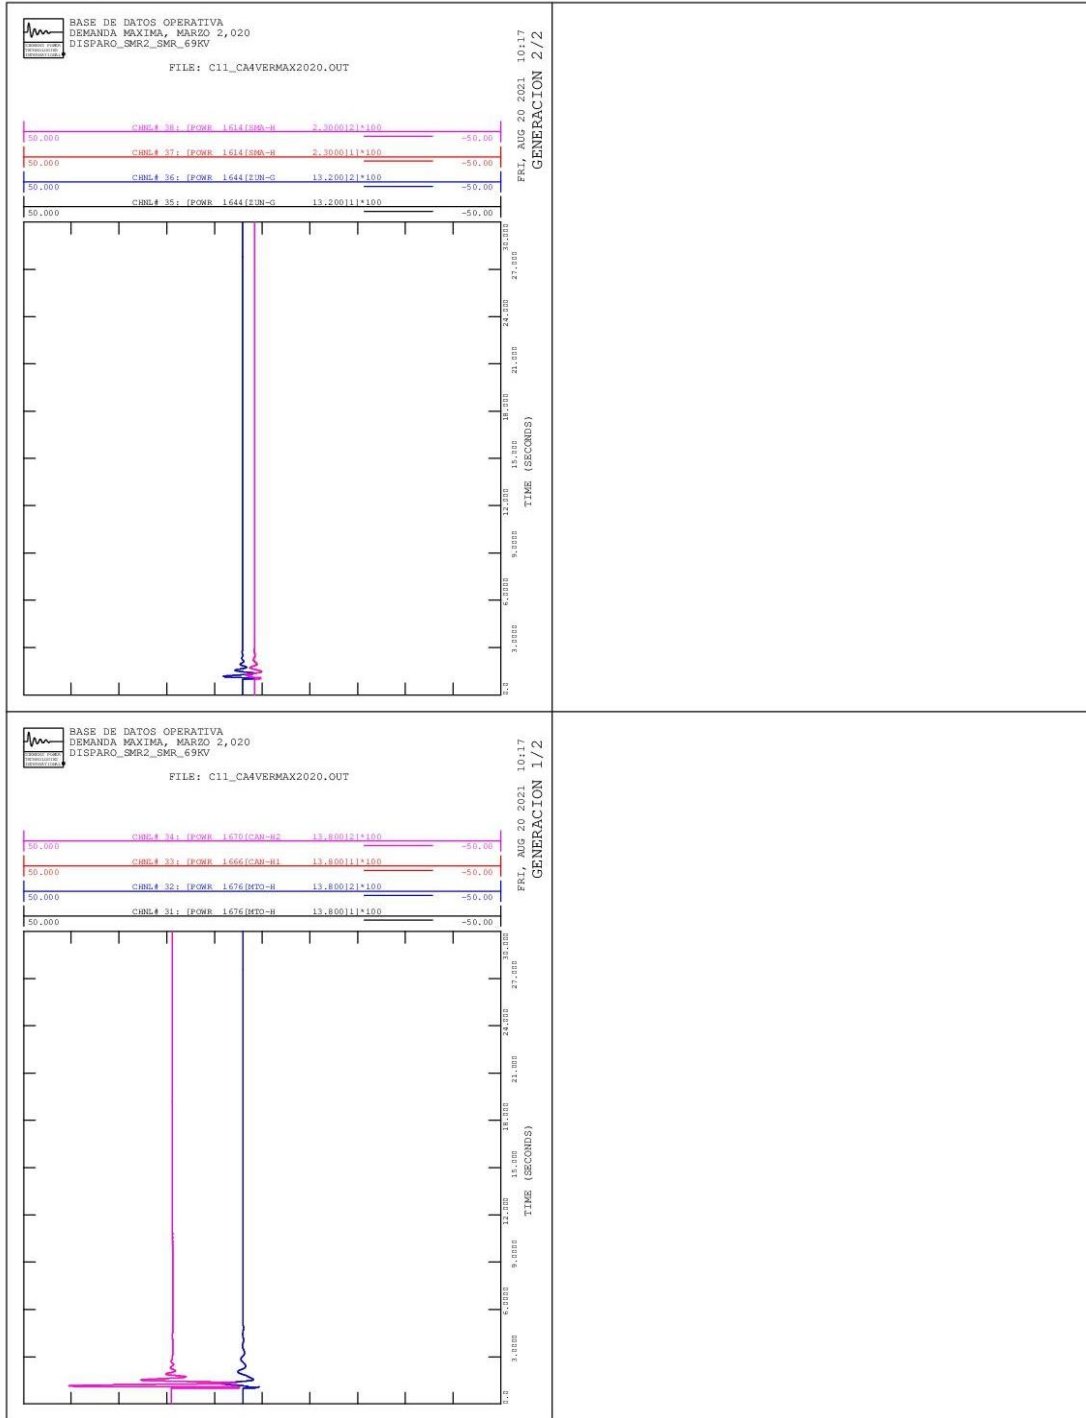 BASE DE DATOS OPERATIVA
DEMANDA MAXIMA, MARZO 2,020
DISPARO_SMR2_SMR_69KV
FILE: C11_CA4VERMAX2020.OUT
CHNL# 38: [POWR 1614[SMA-H 2.3000]2]*100
50.000 -50.00
CHNL# 37: [POWR 1614[SMA-H 2.3000]1]*100
50.000 -50.00
CHNL# 36: [POWR 1644[ZUN-G 13.200]2]*100
50.000 -50.00
CHNL# 35: [POWR 1644[ZUN-G 13.200]1]*100
50.000 -50.00
FRI, AUG 20 2021 10:17
GENERACION 2/2
30.000
27.000
24.000
21.000
18.000
15.000
12.000
9.0000
6.0000
3.0000
0.0
TIME (SECONDS)
BASE DE DATOS OPERATIVA
DEMANDA MAXIMA, MARZO 2,020
DISPARO_SMR2_SMR_69KV
FILE: C11_CA4VERMAX2020.OUT
CHNL# 34: [POWR 1670[CAN-H2 13.800]2]*100
50.000 -50.00
CHNL# 33: [POWR 1666[CAN-H1 13.800]1]*100
50.000 -50.00
CHNL# 32: [POWR 1676[MTO-H 13.800]2]*100
50.000 -50.00
CHNL# 31: [POWR 1676[MTO-H 13.800]1]*100
50.000 -50.00
FRI, AUG 20 2021 10:17
GENERACION 1/2
30.000
27.000
24.000
21.000
18.000
15.000
12.000
9.0000
6.0000
3.0000
0.0
TIME (SECONDS)